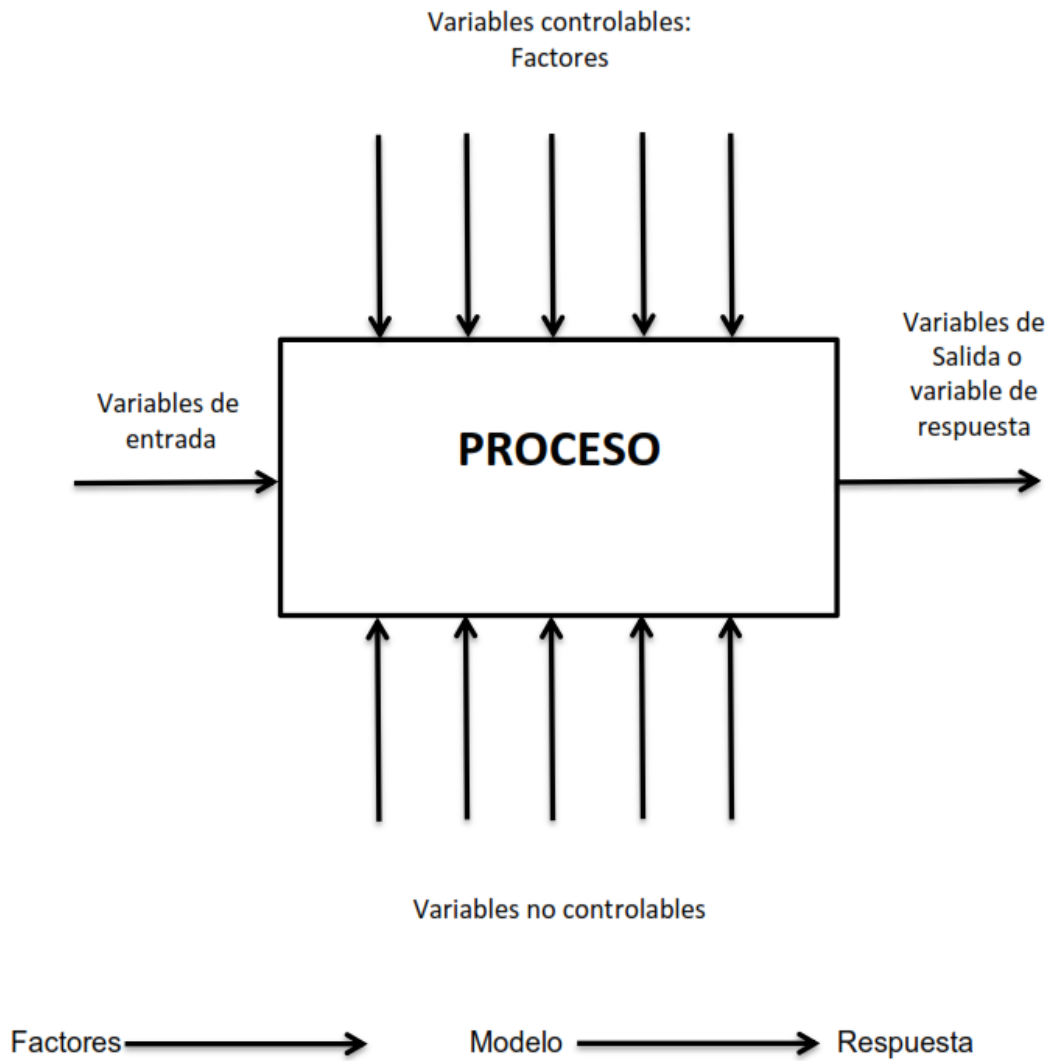 Variables controlables:
Factores
Variables de
entrada
PROCESO
Variables de
Salida o
variable de
respuesta
Variables no controlables
Factores
Modelo
Respuesta